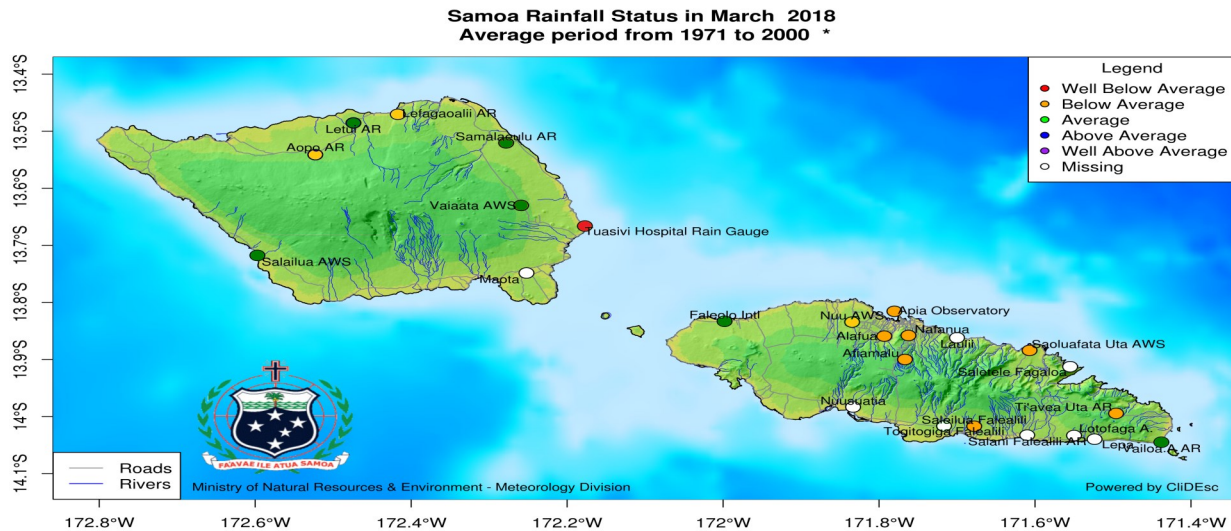 Samoa Rainfall Status in March 2018
Average period from 1971 to 2000 *
Legend
Well Below Average
Below Average
Average
Above Average
Well Above Average
Missing
13.4°S
13.5°S
13.6°S
13.7°S
13.8°S
13.9°S
14°S
14.1°S
Lefagaoalii AR
Letui AR
Samalaeulu AR
Aopo AR
Vaiaata AWS
Tuasivi Hospital Rain Gauge
Salailua AWS
Maota
Faleolo Intl
Nuu AWS
Apia Observatory
Nafanua
Alafua
Laulii
Saoluafata Uta AWS
Afiamalu
Saletele Fagaloa
Nuusuatia
Ti'avea Uta AR
Saleilua Falealili
Togitogiga Falealili
Salani Falealili AR
Lotofaga A
Lepa
Vailoa A AR
FA'AVAE ILE ATUA SAMOA
Roads
Rivers
Ministry of Natural Resources & Environment - Meteorology Division
Powered by CliDEsc
172.8°W
172.6°W
172.4°W
172.2°W
172°W
171.8°W
171.6°W
171.4°W